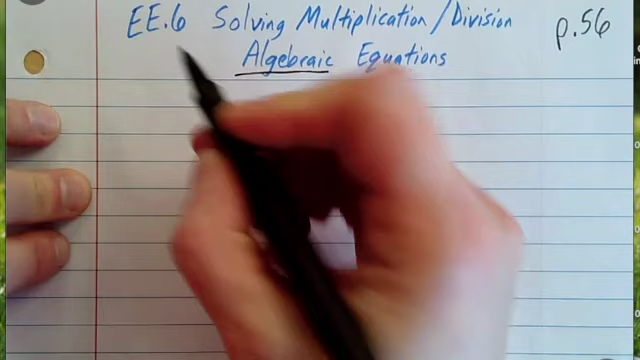 EE.6 Solving Multiplication/Division p.56
Algebraic Equations